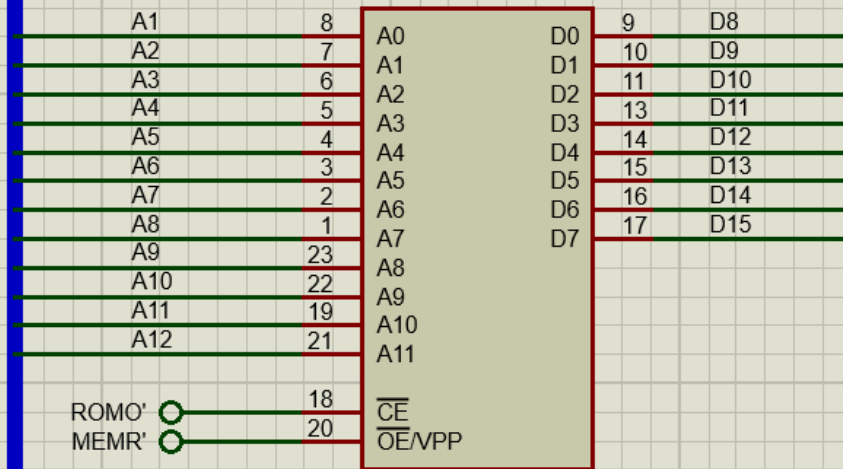 A1 8 A0 D0 9 D8
A2 7 A1 D1 10 D9
A3 6 A2 D2 11 D10
A4 5 A3 D3 13 D11
A5 4 A4 D4 14 D12
A6 3 A5 D5 15 D13
A7 2 A6 D6 16 D14
A8 1 A7 D7 17 D15
A9 23 A8
A10 22 A9
A11 19 A10
A12 21 A11
ROMO' 18 CE
MEMR' 20 OE/VPP